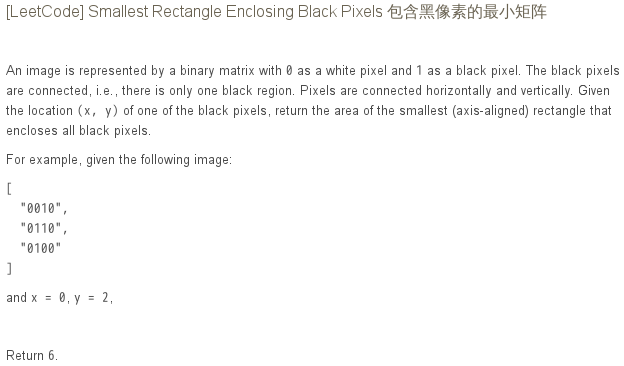 [LeetCode] Smallest Rectangle Enclosing Black Pixels 包含黑像素的最小矩阵
An image is represented by a binary matrix with 0 as a white pixel and 1 as a black pixel. The black pixels
are connected, i.e., there is only one black region. Pixels are connected horizontally and vertically. Given
the location (x, y) of one of the black pixels, return the area of the smallest (axis-aligned) rectangle that
encloses all black pixels.
For example, given the following image:
[
"0010",
"0110",
"0100"
]
and x = 0, y = 2,
Return 6.